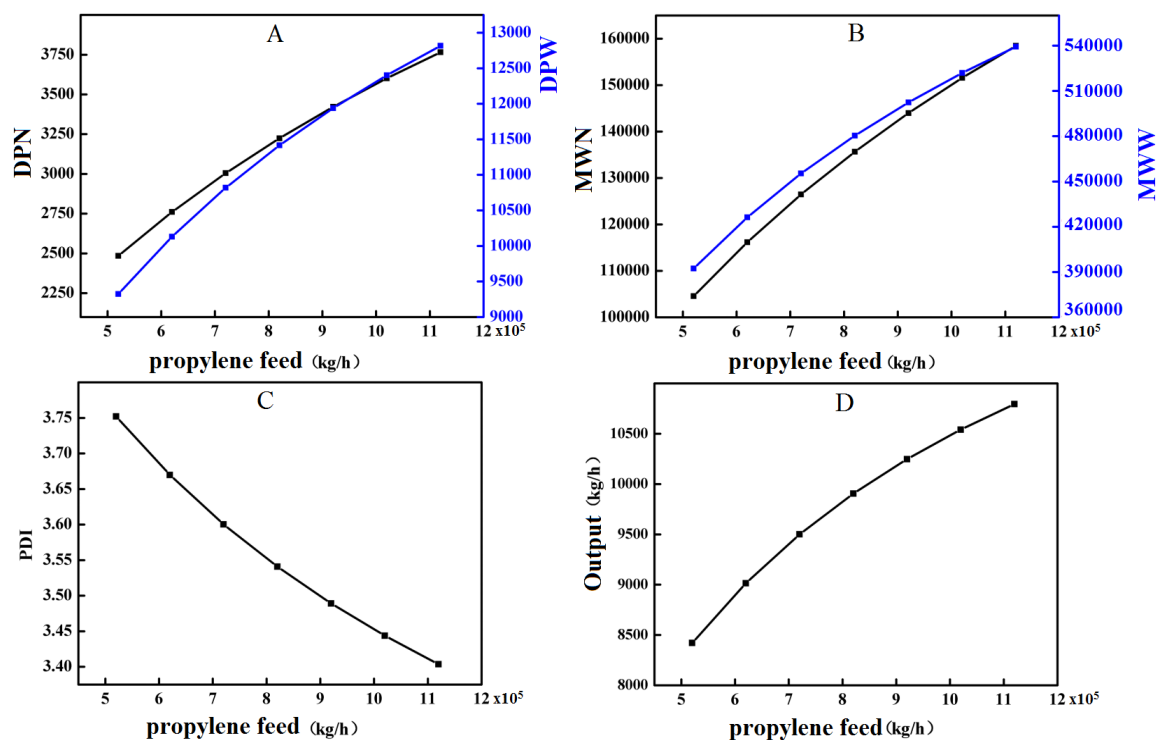 A
DPN
3750
3500
3250
3000
2750
2500
2250
13000
12500
12000
11500
11000
10500
10000
9500
9000
DPW
5 6 7 8 9 10 11 12 x10⁵
propylene feed (kg/h)
B
MWN
160000
150000
140000
130000
120000
110000
100000
540000
510000
480000
450000
420000
390000
360000
MWW
5 6 7 8 9 10 11 12 x10⁵
propylene feed (kg/h)
C
PDI
3.75
3.70
3.65
3.60
3.55
3.50
3.45
3.40
5 6 7 8 9 10 11 12 x10⁵
propylene feed (kg/h)
D
Output (kg/h)
10500
10000
9500
9000
8500
8000
5 6 7 8 9 10 11 12 x10⁵
propylene feed(kg/h)